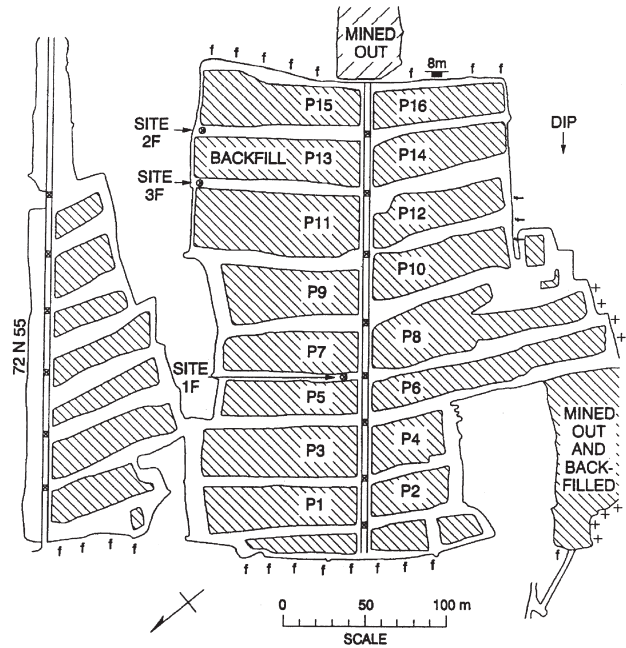 MINED
OUT
f f f f f
f f f
8m
P15
P16
SITE
2F
DIP
BACKFILL
P13
P14
SITE
3F
P11
P12
f
f
P10
P9
P8
P7
72 N 55
SITE
1F
P5
P6
MINED
OUT
AND
BACK-
FILLED
P3
P4
P1
P2
f f f f
f f f f f f f f
f
0 50 100 m
SCALE